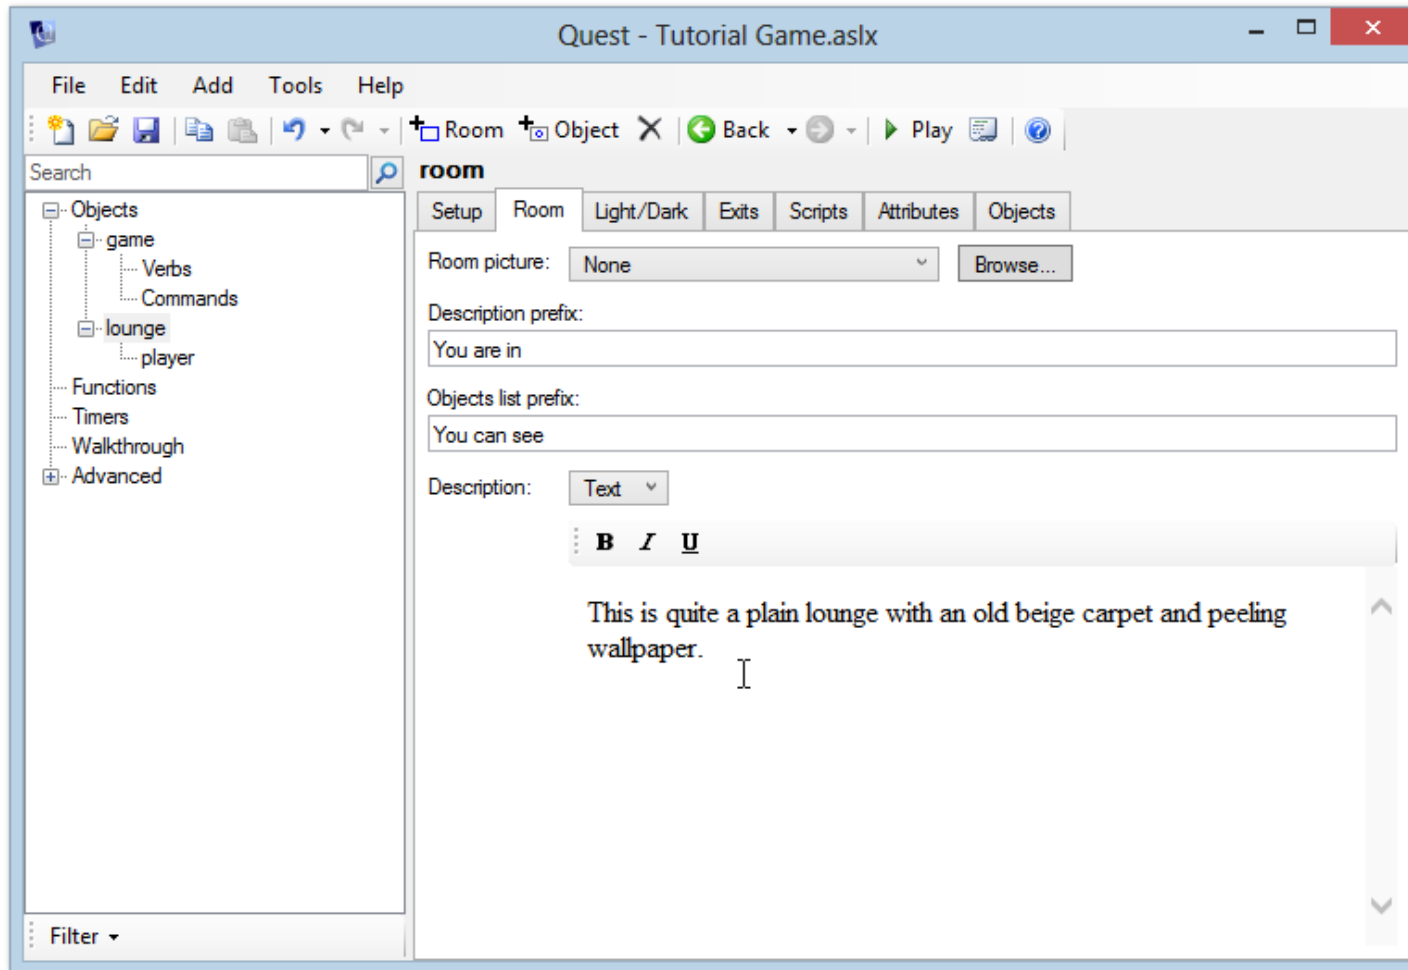 Quest - Tutorial Game.aslx
File Edit Add Tools Help
Room Object Back Play
Search
room
Objects
game
Verbs
Commands
lounge
player
Functions
Timers
Walkthrough
Advanced
Filter
Setup Room Light/Dark Exits Scripts Attributes Objects
Room picture: None Browse...
Description prefix:
You are in
Objects list prefix:
You can see
Description: Text
B I U
This is quite a plain lounge with an old beige carpet and peeling
wallpaper.